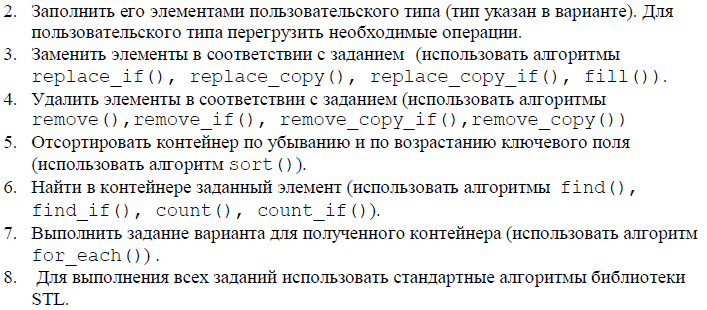 2. Заполнить его элементами пользовательского типа (тип указан в варианте). Для
пользовательского типа перегрузить необходимые операции.
3. Заменить элементы в соответствии с заданием (использовать алгоритмы
replace_if(), replace_copy(), replace_copy_if(), fill()).
4. Удалить элементы в соответствии с заданием (использовать алгоритмы
remove(),remove_if(), remove_copy_if(),remove_copy())
5. Отсортировать контейнер по убыванию и по возрастанию ключевого поля
(использовать алгоритм sort()).
6. Найти в контейнере заданный элемент (использовать алгоритмы find(),
find_if(), count(), count_if()).
7. Выполнить задание варианта для полученного контейнера (использовать алгоритм
for_each()).
8. Для выполнения всех заданий использовать стандартные алгоритмы библиотеки
STL.